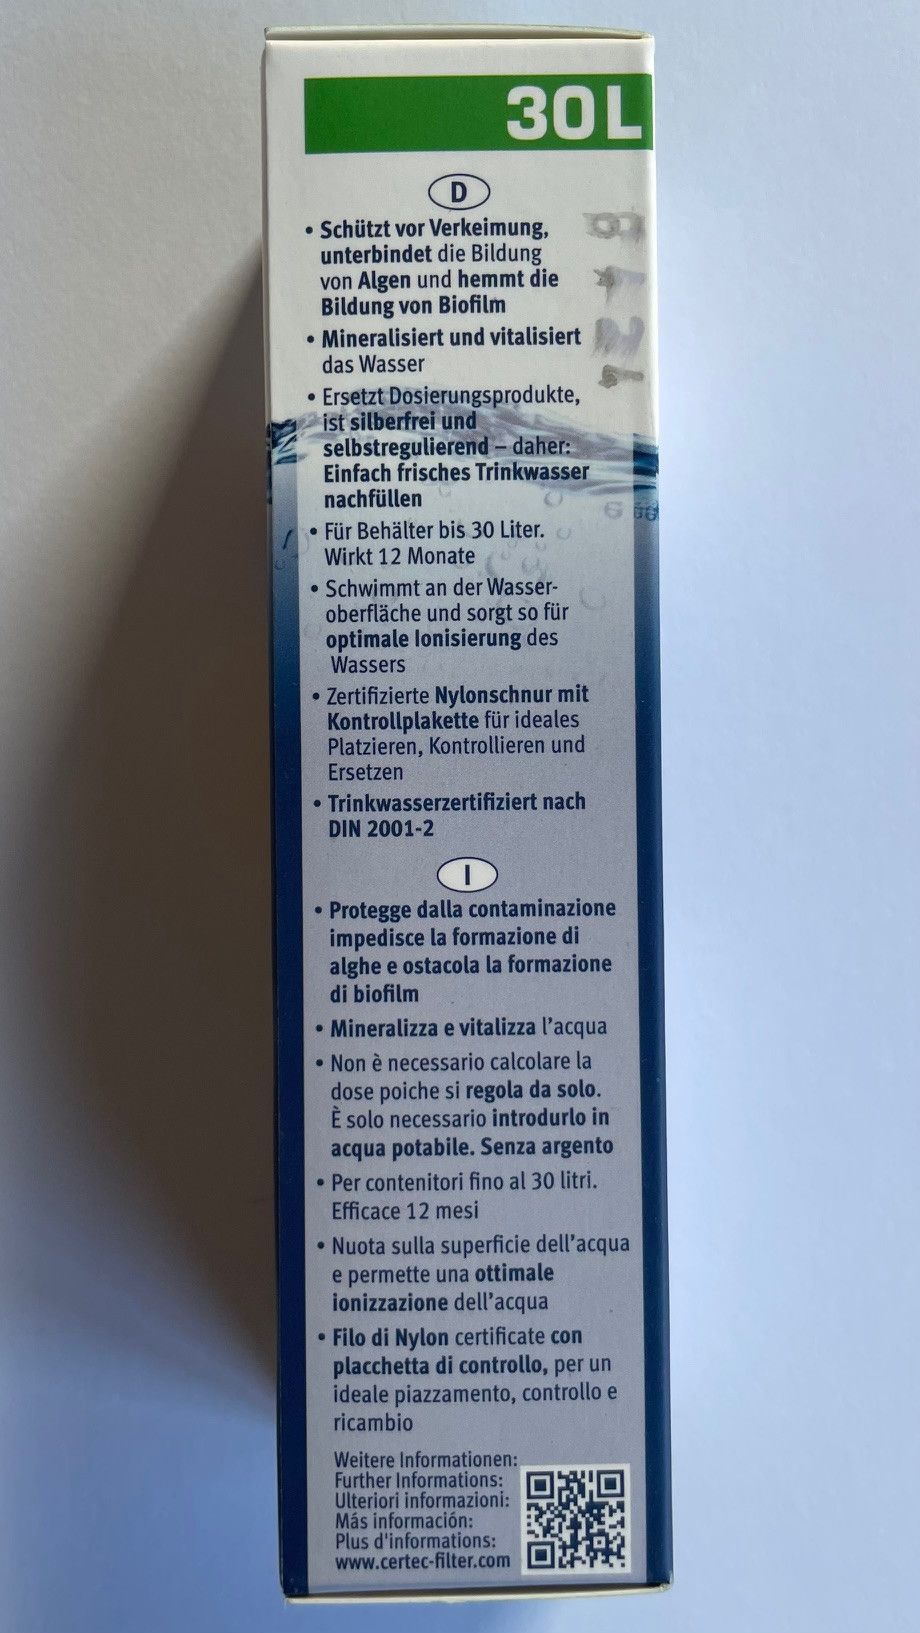 30L
D
• Schützt vor Verkeimung,
unterbindet die Bildung
von Algen und hemmt die
Bildung von Biofilm
• Mineralisiert und vitalisiert
das Wasser
• Ersetzt Dosierungsprodukte,
ist silberfrei und
selbstregulierend – daher:
Einfach frisches Trinkwasser
nachfüllen
• Für Behälter bis 30 Liter.
Wirkt 12 Monate
• Schwimmt an der Wasser-
oberfläche und sorgt so für
optimale Ionisierung des
Wassers
• Zertifizierte Nylonschnur mit
Kontrollplakette für ideales
Platzieren, Kontrollieren und
Ersetzen
• Trinkwasserzertifiziert nach
DIN 2001-2
I
• Protegge dalla contaminazione
impedisce la formazione di
alghe e ostacola la formazione
di biofilm
• Mineralizza e vitalizza l'acqua
• Non è necessario calcolare la
dose poiche si regola da solo.
È solo necessario introdurlo in
acqua potabile. Senza argento
• Per contenitori fino al 30 litri.
Efficace 12 mesi
• Nuota sulla superficie dell'acqua
e permette una ottimale
ionizzazione dell'acqua
• Filo di Nylon certificate con
placchetta di controllo, per un
ideale piazzamento, controllo e
ricambio
Weitere Informationen:
Further Informations:
Ulteriori informazioni:
Más información:
Plus d'informations:
www.certec-filter.com